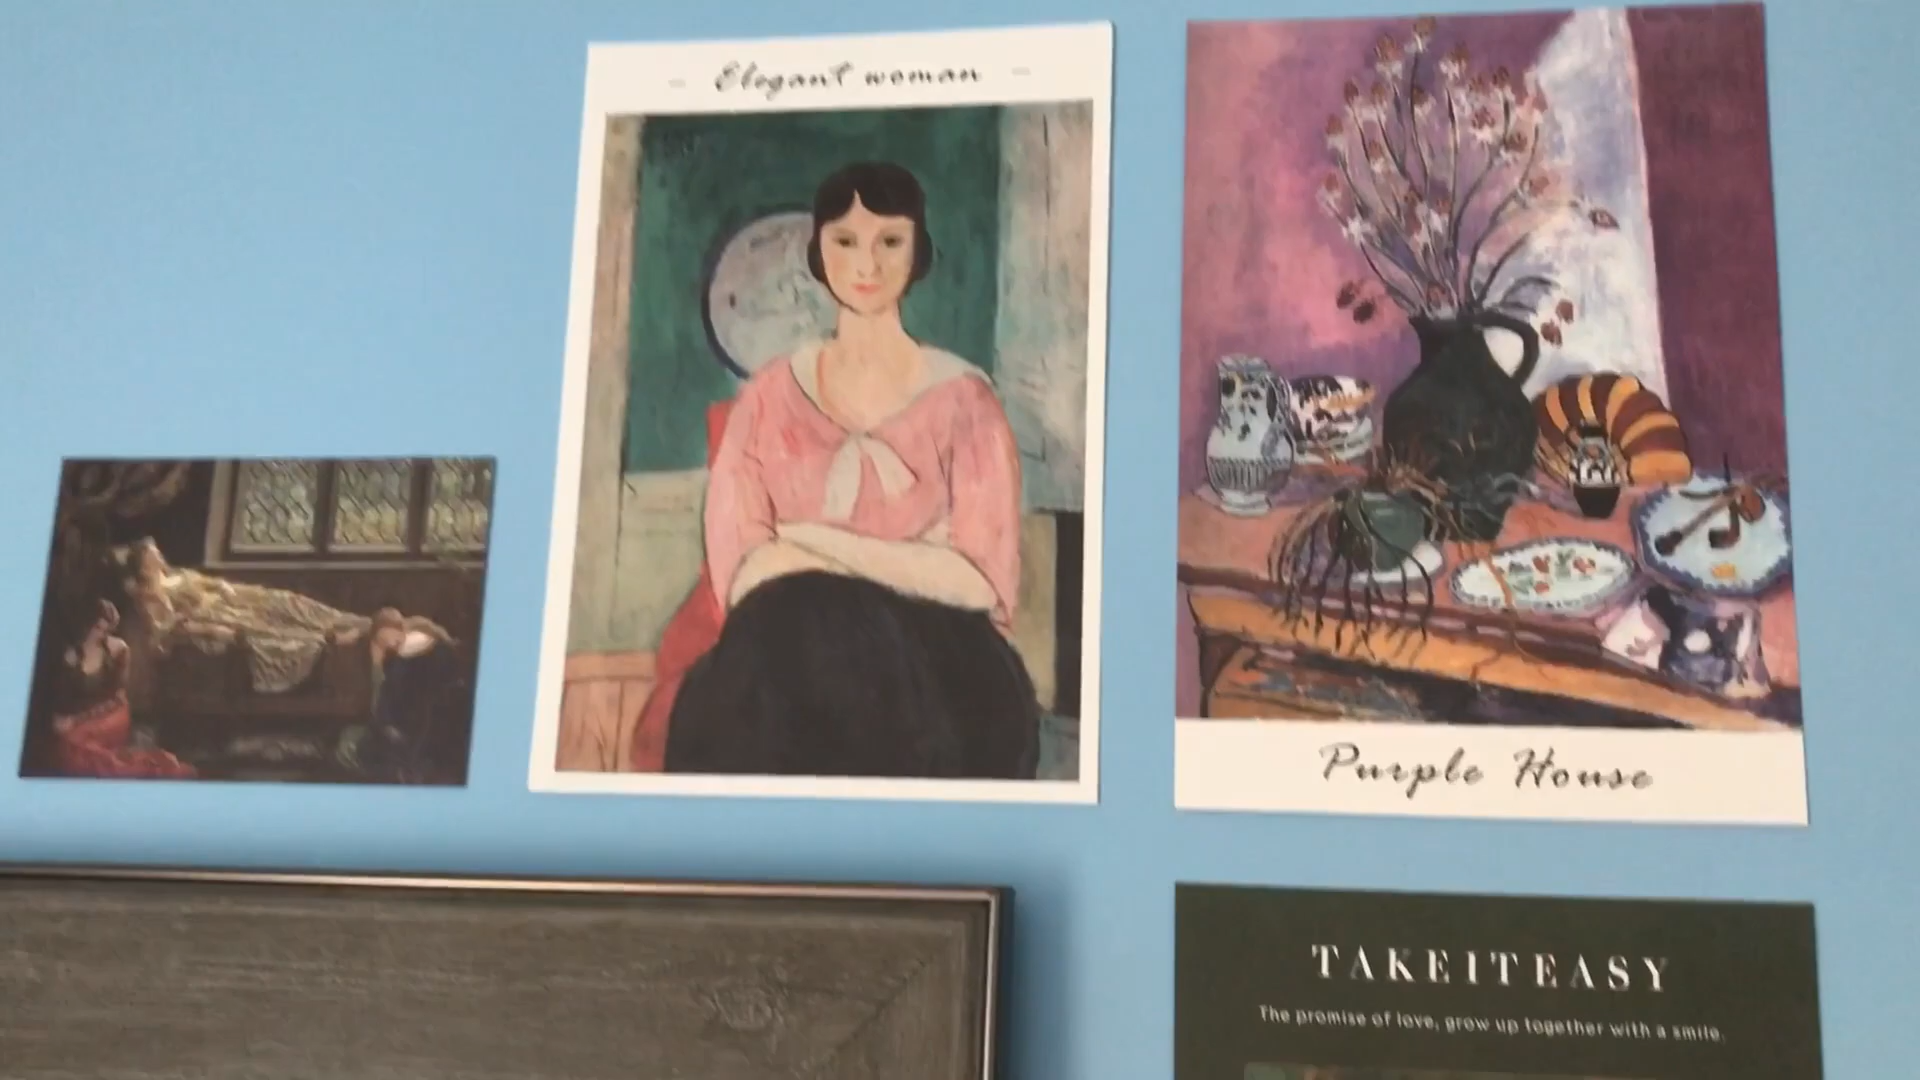 Elegant woman
Purple House
TAKEITEASY
The promise of love, grow up together with a smile.